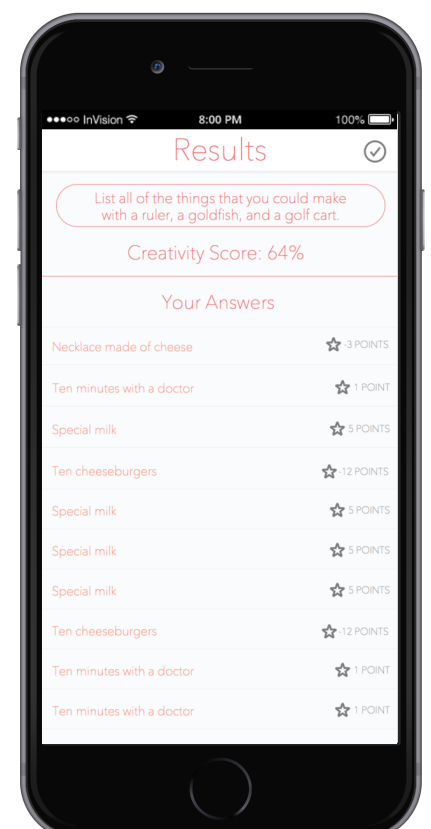 InVision 8:00 PM 100%
Results
List all of the things that you could make
with a ruler, a goldfish, and a golf cart.
Creativity Score: 64%
Your Answers
Necklace made of cheese -3 POINTS
Ten minutes with a doctor 1 POINT
Special milk 5 POINTS
Ten cheeseburgers -12 POINTS
Special milk 5 POINTS
Special milk 5 POINTS
Special milk 5 POINTS
Ten cheeseburgers -12 POINTS
Ten minutes with a doctor 1 POINT
Ten minutes with a doctor 1 POINT